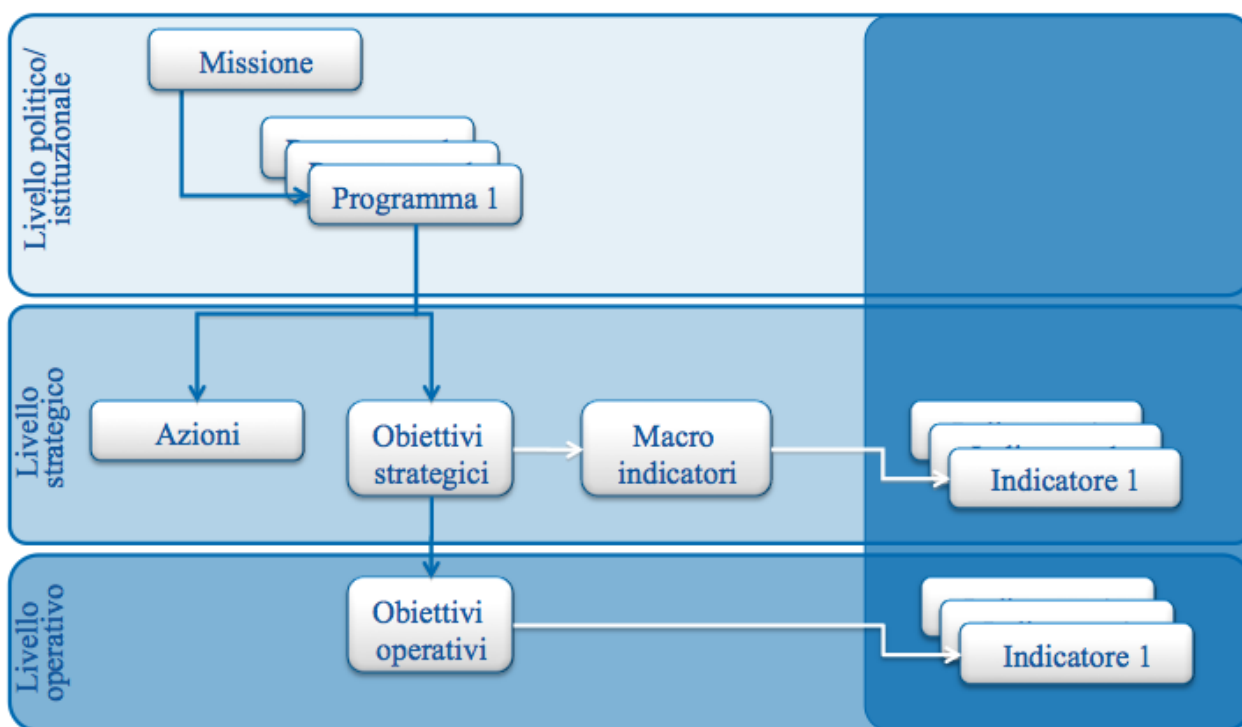 Livello politico/
istituzionale
Missione
Programma 1
Livello
strategico
Azioni
Obiettivi
strategici
Macro
indicatori
Indicatore 1
Livello
operativo
Obiettivi
operativi
Indicatore 1